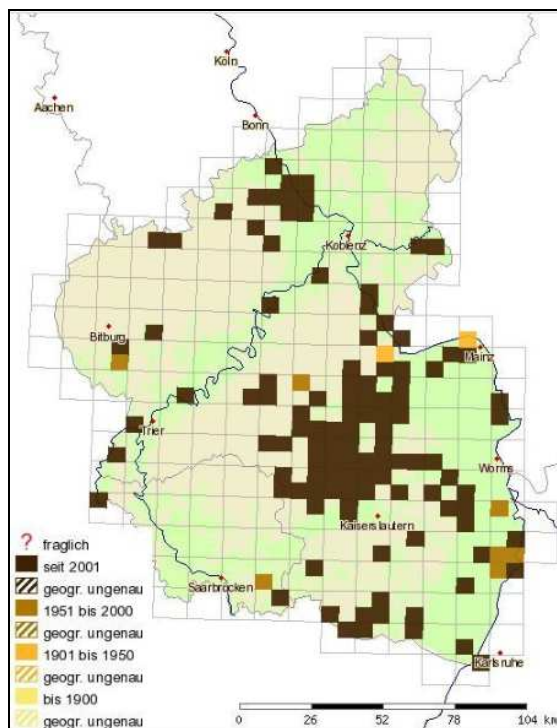 Köln
Aachen
Bonn
Koblenz
Bitburg
Mainz
Trier
Worms
Kaiserslautern
Saarbrücken
Karlsruhe
? fraglich
seit 2001
geogr. ungenau
1951 bis 2000
geogr. ungenau
1901 bis 1950
geogr. ungenau
bis 1900
geogr. ungenau
0 26 52 78 104 km